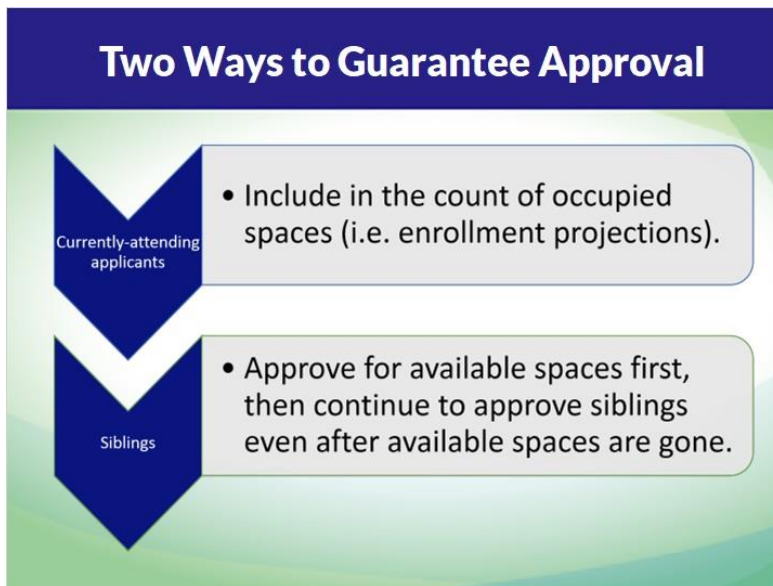 Two Ways to Guarantee Approval
Currently-attending
applicants
• Include in the count of occupied
spaces (i.e. enrollment projections).
Siblings
• Approve for available spaces first,
then continue to approve siblings
even after available spaces are gone.